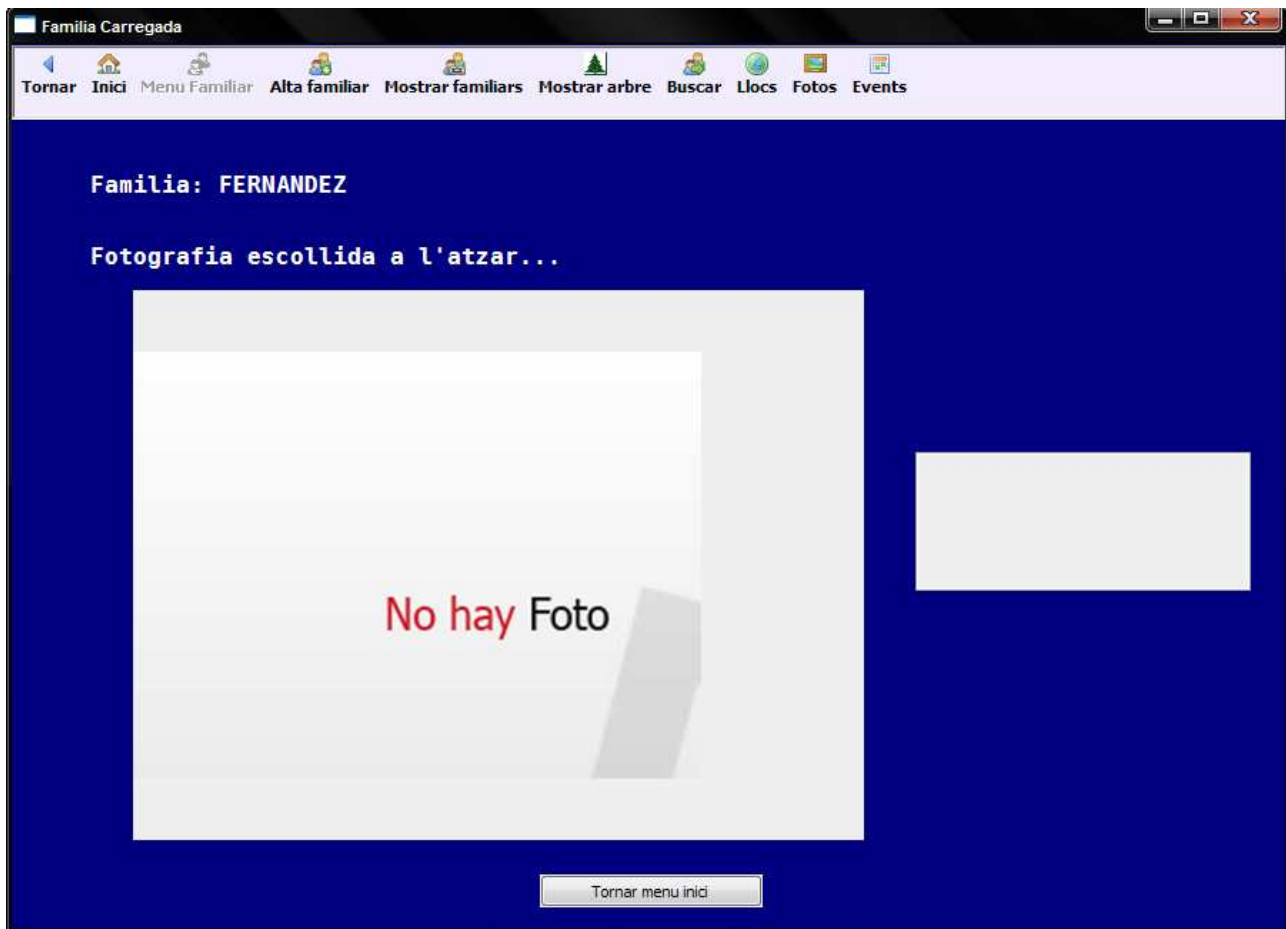 Familia Carregada
Tornar Inici Menu Familiar Alta familiar Mostrar familiars Mostrar arbre Buscar Llocs Fotos Events
Familia: FERNANDEZ
Fotografia escollida a l'atzar...
No hay Foto
Tornar menu inici